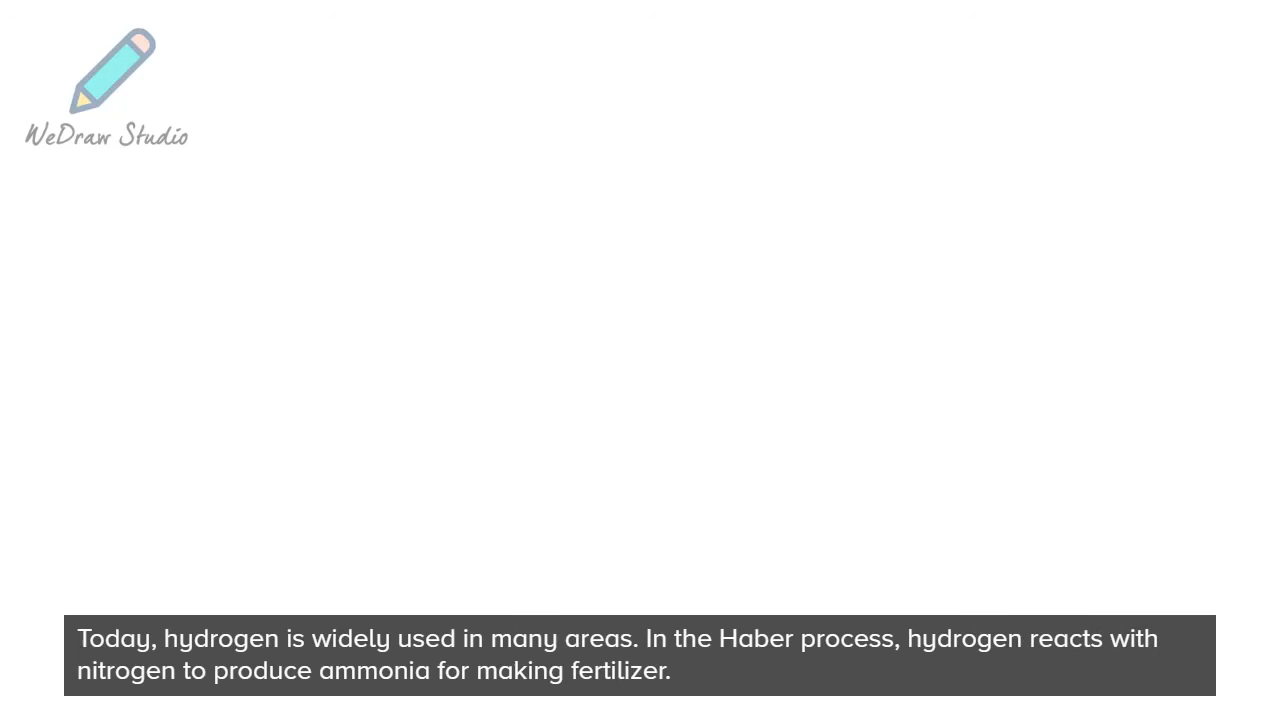 WeDraw Studio
Today, hydrogen is widely used in many areas. In the Haber process, hydrogen reacts with
nitrogen to produce ammonia for making fertilizer.